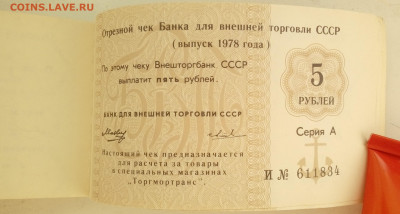 COINS.LAVE.RU
Отрезной чек Банка для внешней торговли СССР
(выпуск 1978 года)
По этому чеку Внешторгбанк СССР
выплатит пять рублей.
5
РУБЛЕЙ
БАНК ДЛЯ ВНЕШНЕЙ ТОРГОВЛИ СССР
Серия А
Настоящий чек предназначается
для расчета за товары
в специальных магазинах
"Торгмортранс".
И № 611834